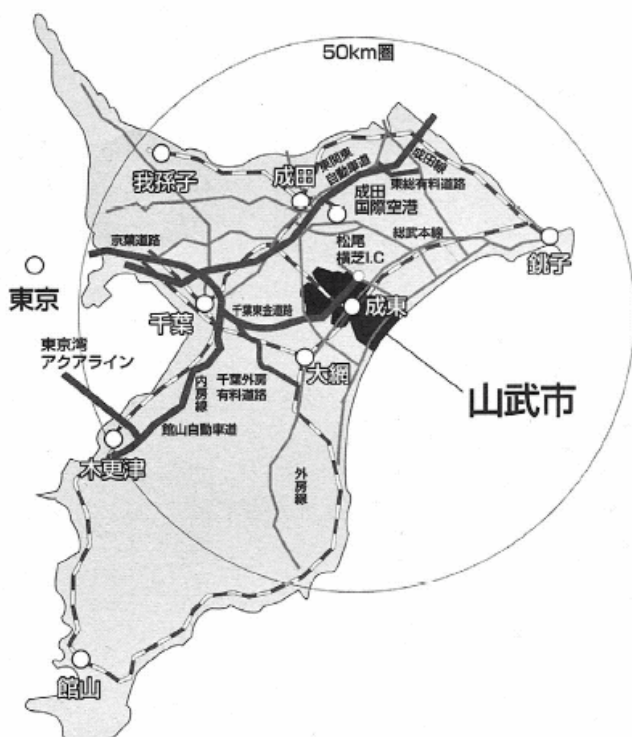 50km圏
東関東
自動車道
成田線
我孫子
成田
東総有料道路
成田
国際空港
京葉道路
松尾
横芝I.C
総武本線
銚子
東京
千葉
千葉東金道路
成東
東京湾
アクアライン
大網
山武市
内房線
千葉外房
有料道路
館山自動車道
木更津
外房線
館山